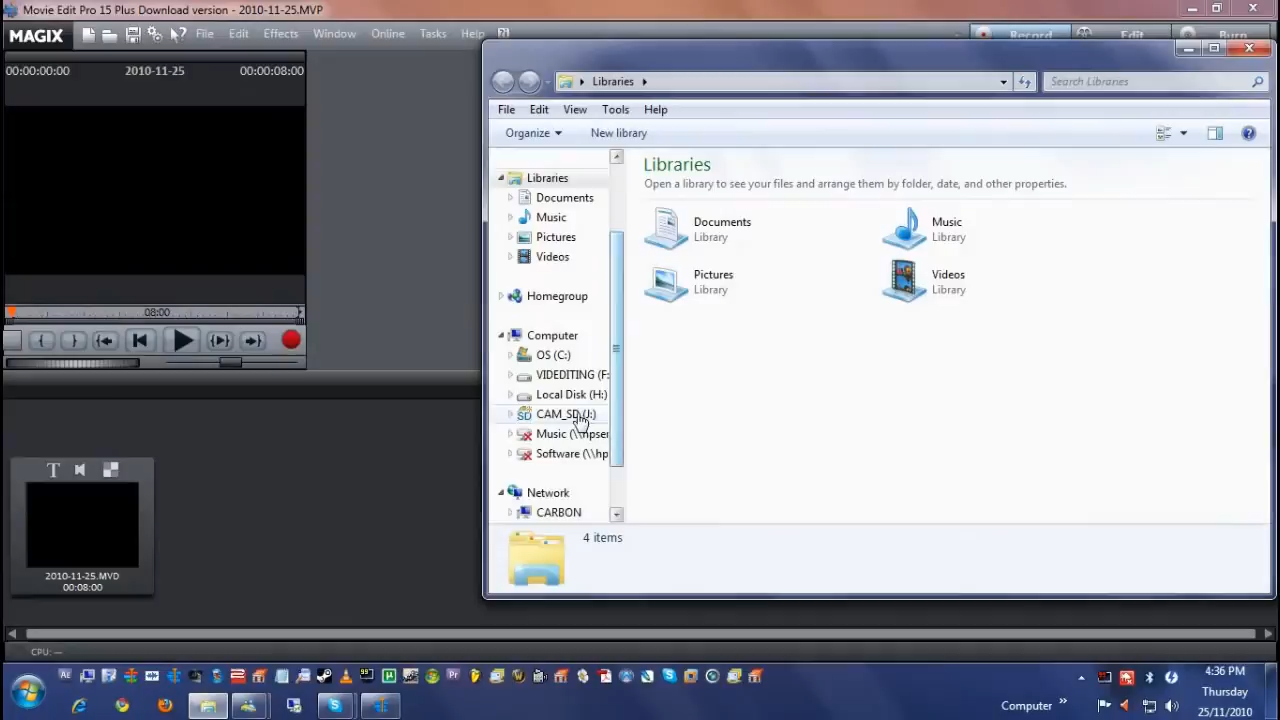 Movie Edit Pro 15 Plus Download version - 2010-11-25.MVP
MAGIX
File Edit Effects Window Online Tasks Help
Record Edit Burn
00:00:00:00 2010-11-25 00:00:08:00
Libraries
Search Libraries
File Edit View Tools Help
Organize New library
Libraries
Documents
Music
Pictures
Videos
Homegroup
Computer
OS (C:)
VIDEDITING (F:
Local Disk (H:)
CAM_SD (J:)
Music (\\hpser
Software (\\hp
Network
CARBON
Libraries
Open a library to see your files and arrange them by folder, date, and other properties.
Documents
Library
Music
Library
Pictures
Library
Videos
Library
4 items
08:00
T
2010-11-25.MVD
00:08:00
CPU: —
Computer »
4:36 PM
Thursday
25/11/2010